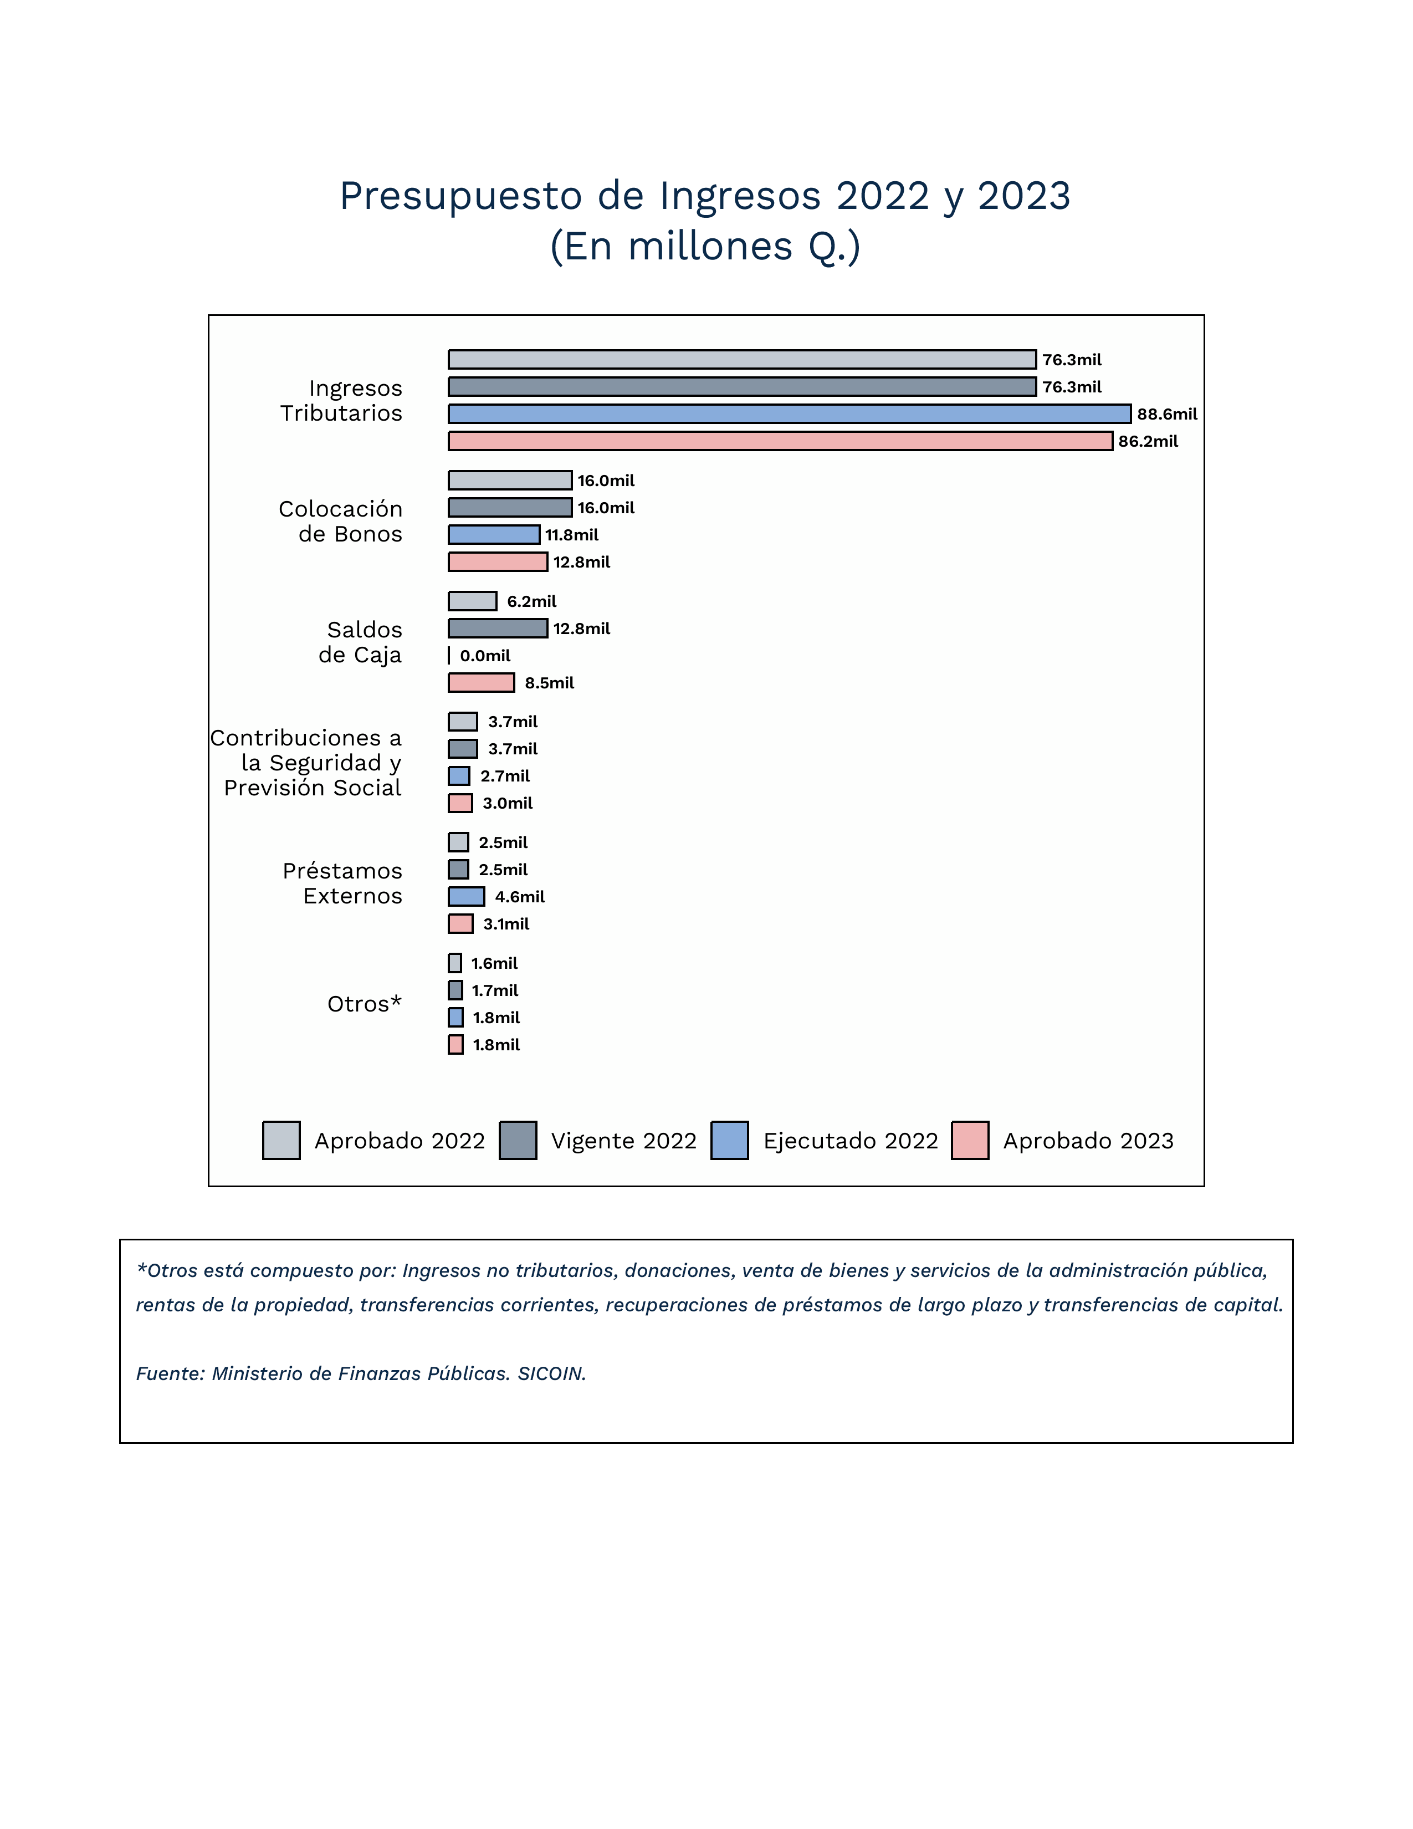 Presupuesto de Ingresos 2022 y 2023
(En millones Q.)
Ingresos
Tributarios
76.3mil
76.3mil
88.6mil
86.2mil
Colocación
de Bonos
16.0mil
16.0mil
11.8mil
12.8mil
Saldos
de Caja
6.2mil
12.8mil
0.0mil
8.5mil
Contribuciones a
la Seguridad y
Previsión Social
3.7mil
3.7mil
2.7mil
3.0mil
Préstamos
Externos
2.5mil
2.5mil
4.6mil
3.1mil
Otros*
1.6mil
1.7mil
1.8mil
1.8mil
Aprobado 2022
Vigente 2022
Ejecutado 2022
Aprobado 2023
*Otros está compuesto por: Ingresos no tributarios, donaciones, venta de bienes y servicios de la administración pública,
rentas de la propiedad, transferencias corrientes, recuperaciones de préstamos de largo plazo y transferencias de capital.
Fuente: Ministerio de Finanzas Públicas. SICOIN.